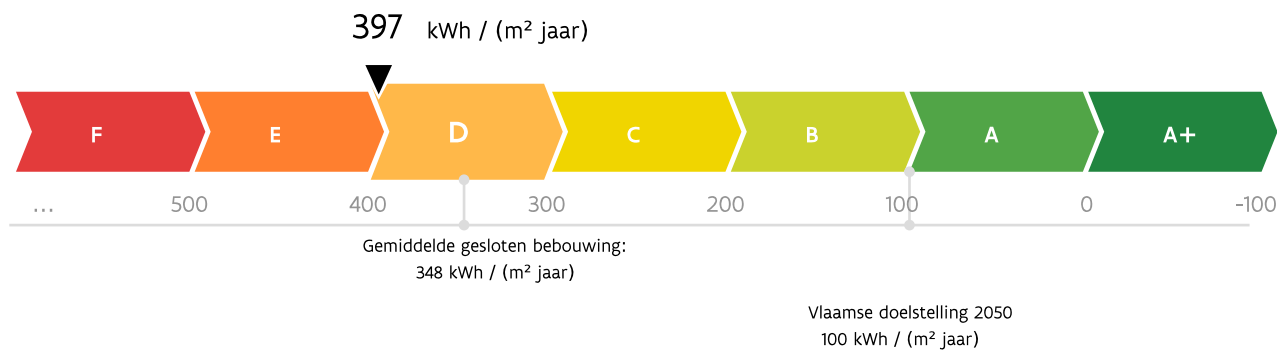 397 kWh / (m² jaar)
F E D C B A A+
... 500 400 300 200 100 0 -100
Gemiddelde gesloten bebouwing:
348 kWh / (m² jaar)
Vlaamse doelstelling 2050
100 kWh / (m² jaar)